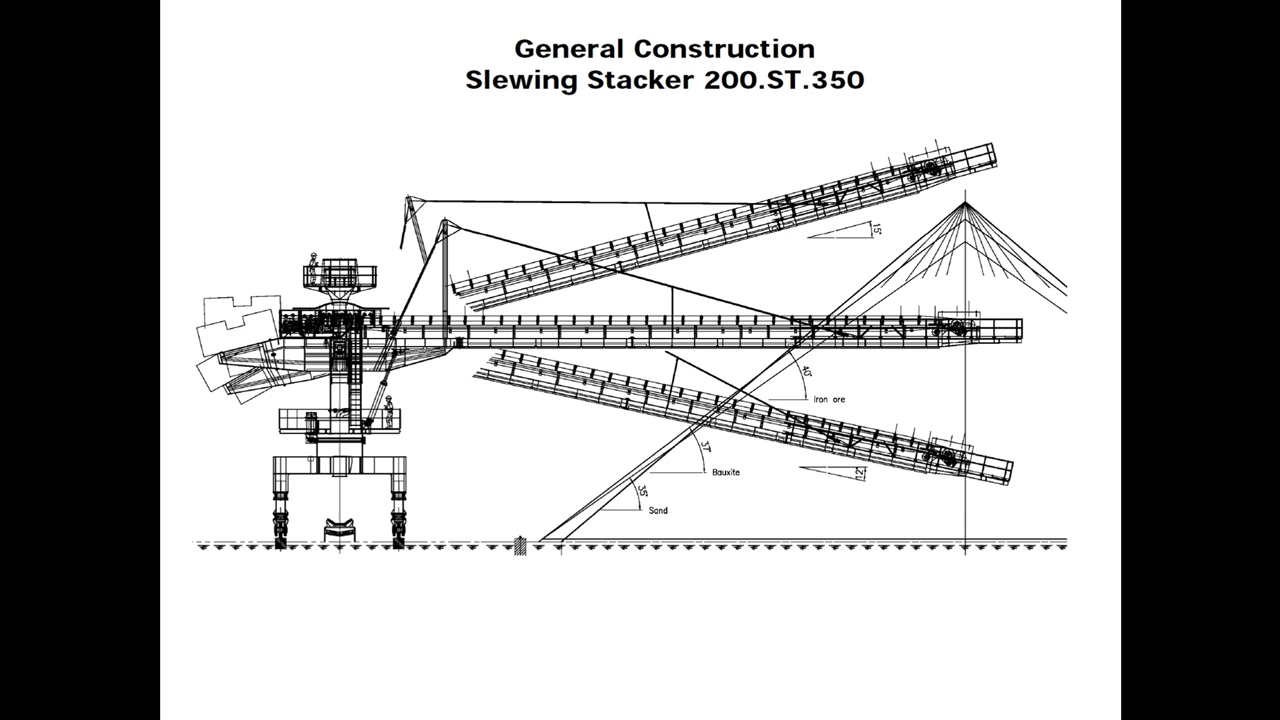 General Construction
Slewing Stacker 200.ST.350
15°
40°
Iron ore
37°
Bauxite
12°
35°
Sand